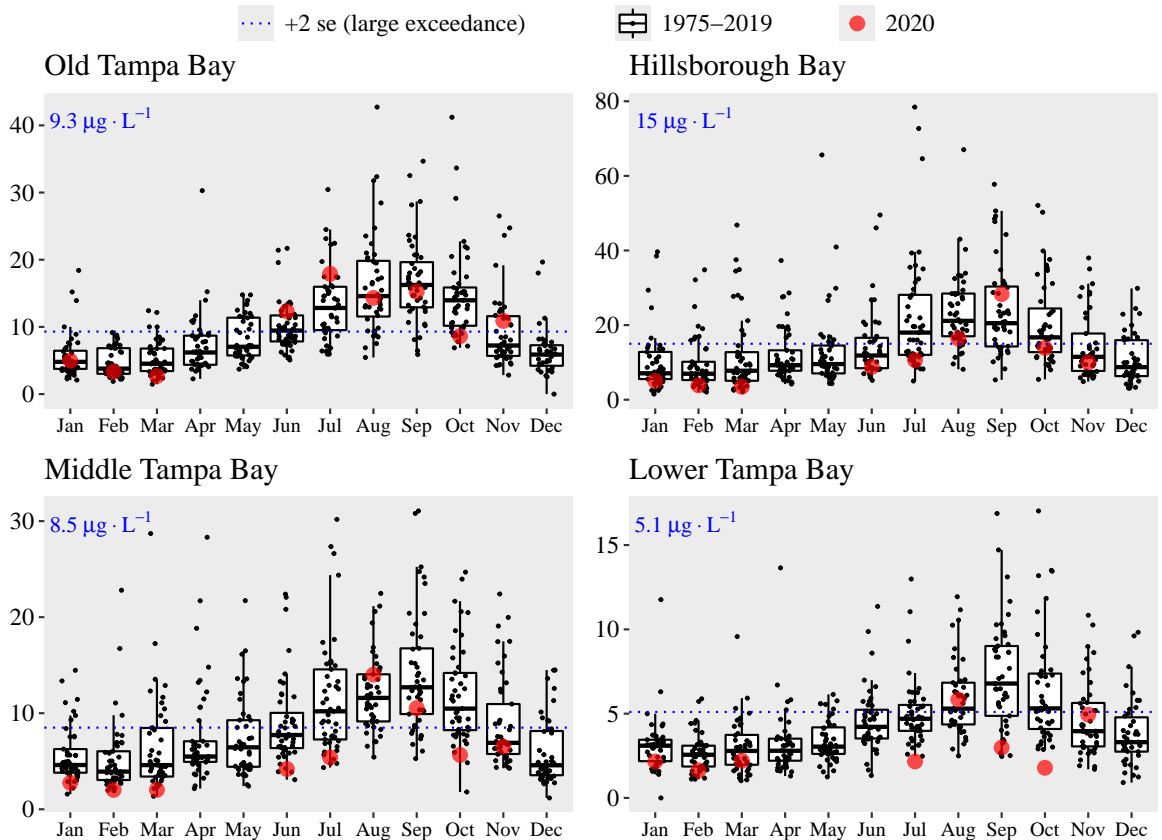 +2 se (large exceedance) 1975–2019 2020
Old Tampa Bay
9.3 µg · L⁻¹
40
30
20
10
0
Jan Feb Mar Apr May Jun Jul Aug Sep Oct Nov Dec
Hillsborough Bay
15 µg · L⁻¹
80
60
40
20
0
Jan Feb Mar Apr May Jun Jul Aug Sep Oct Nov Dec
Middle Tampa Bay
8.5 µg · L⁻¹
30
20
10
0
Jan Feb Mar Apr May Jun Jul Aug Sep Oct Nov Dec
Lower Tampa Bay
5.1 µg · L⁻¹
15
10
5
0
Jan Feb Mar Apr May Jun Jul Aug Sep Oct Nov Dec